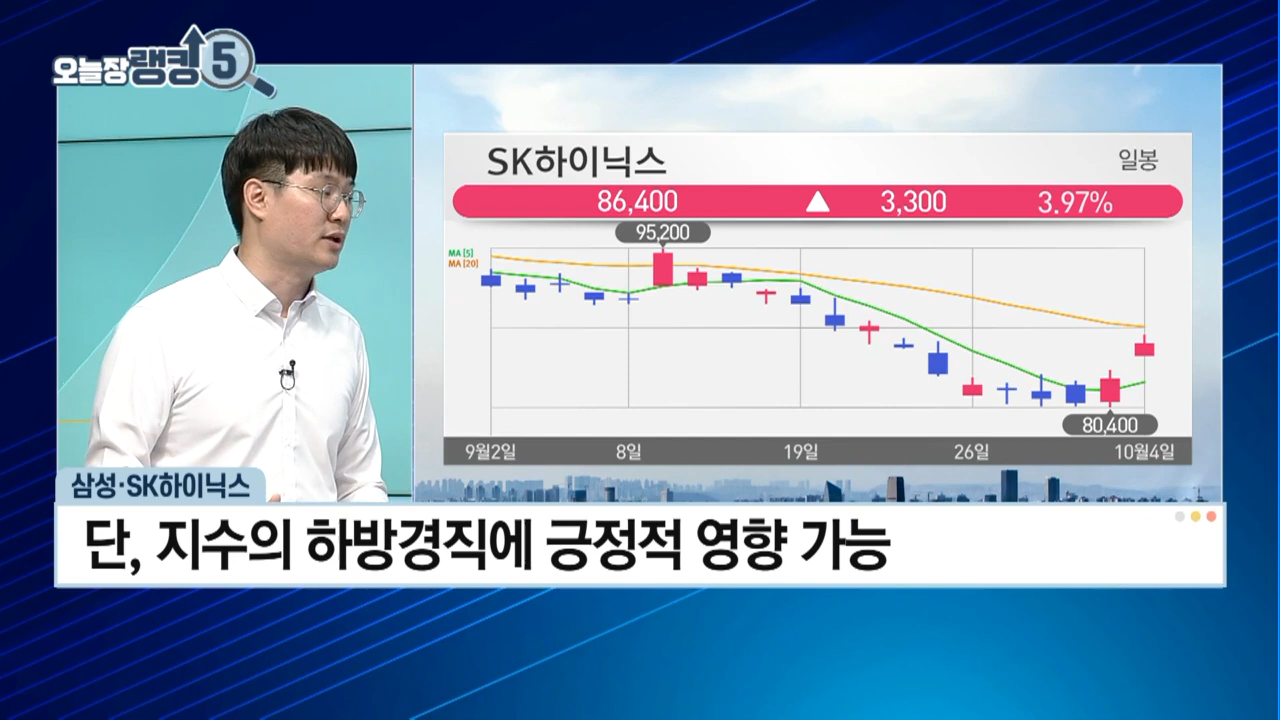 오늘장 랭킹 5
SK하이닉스 일봉
86,400 ▲ 3,300 3.97%
95,200
MA [5]
MA [20]
80,400
9월2일 8일 19일 26일 10월4일
삼성·SK하이닉스
단, 지수의 하방경직에 긍정적 영향 가능